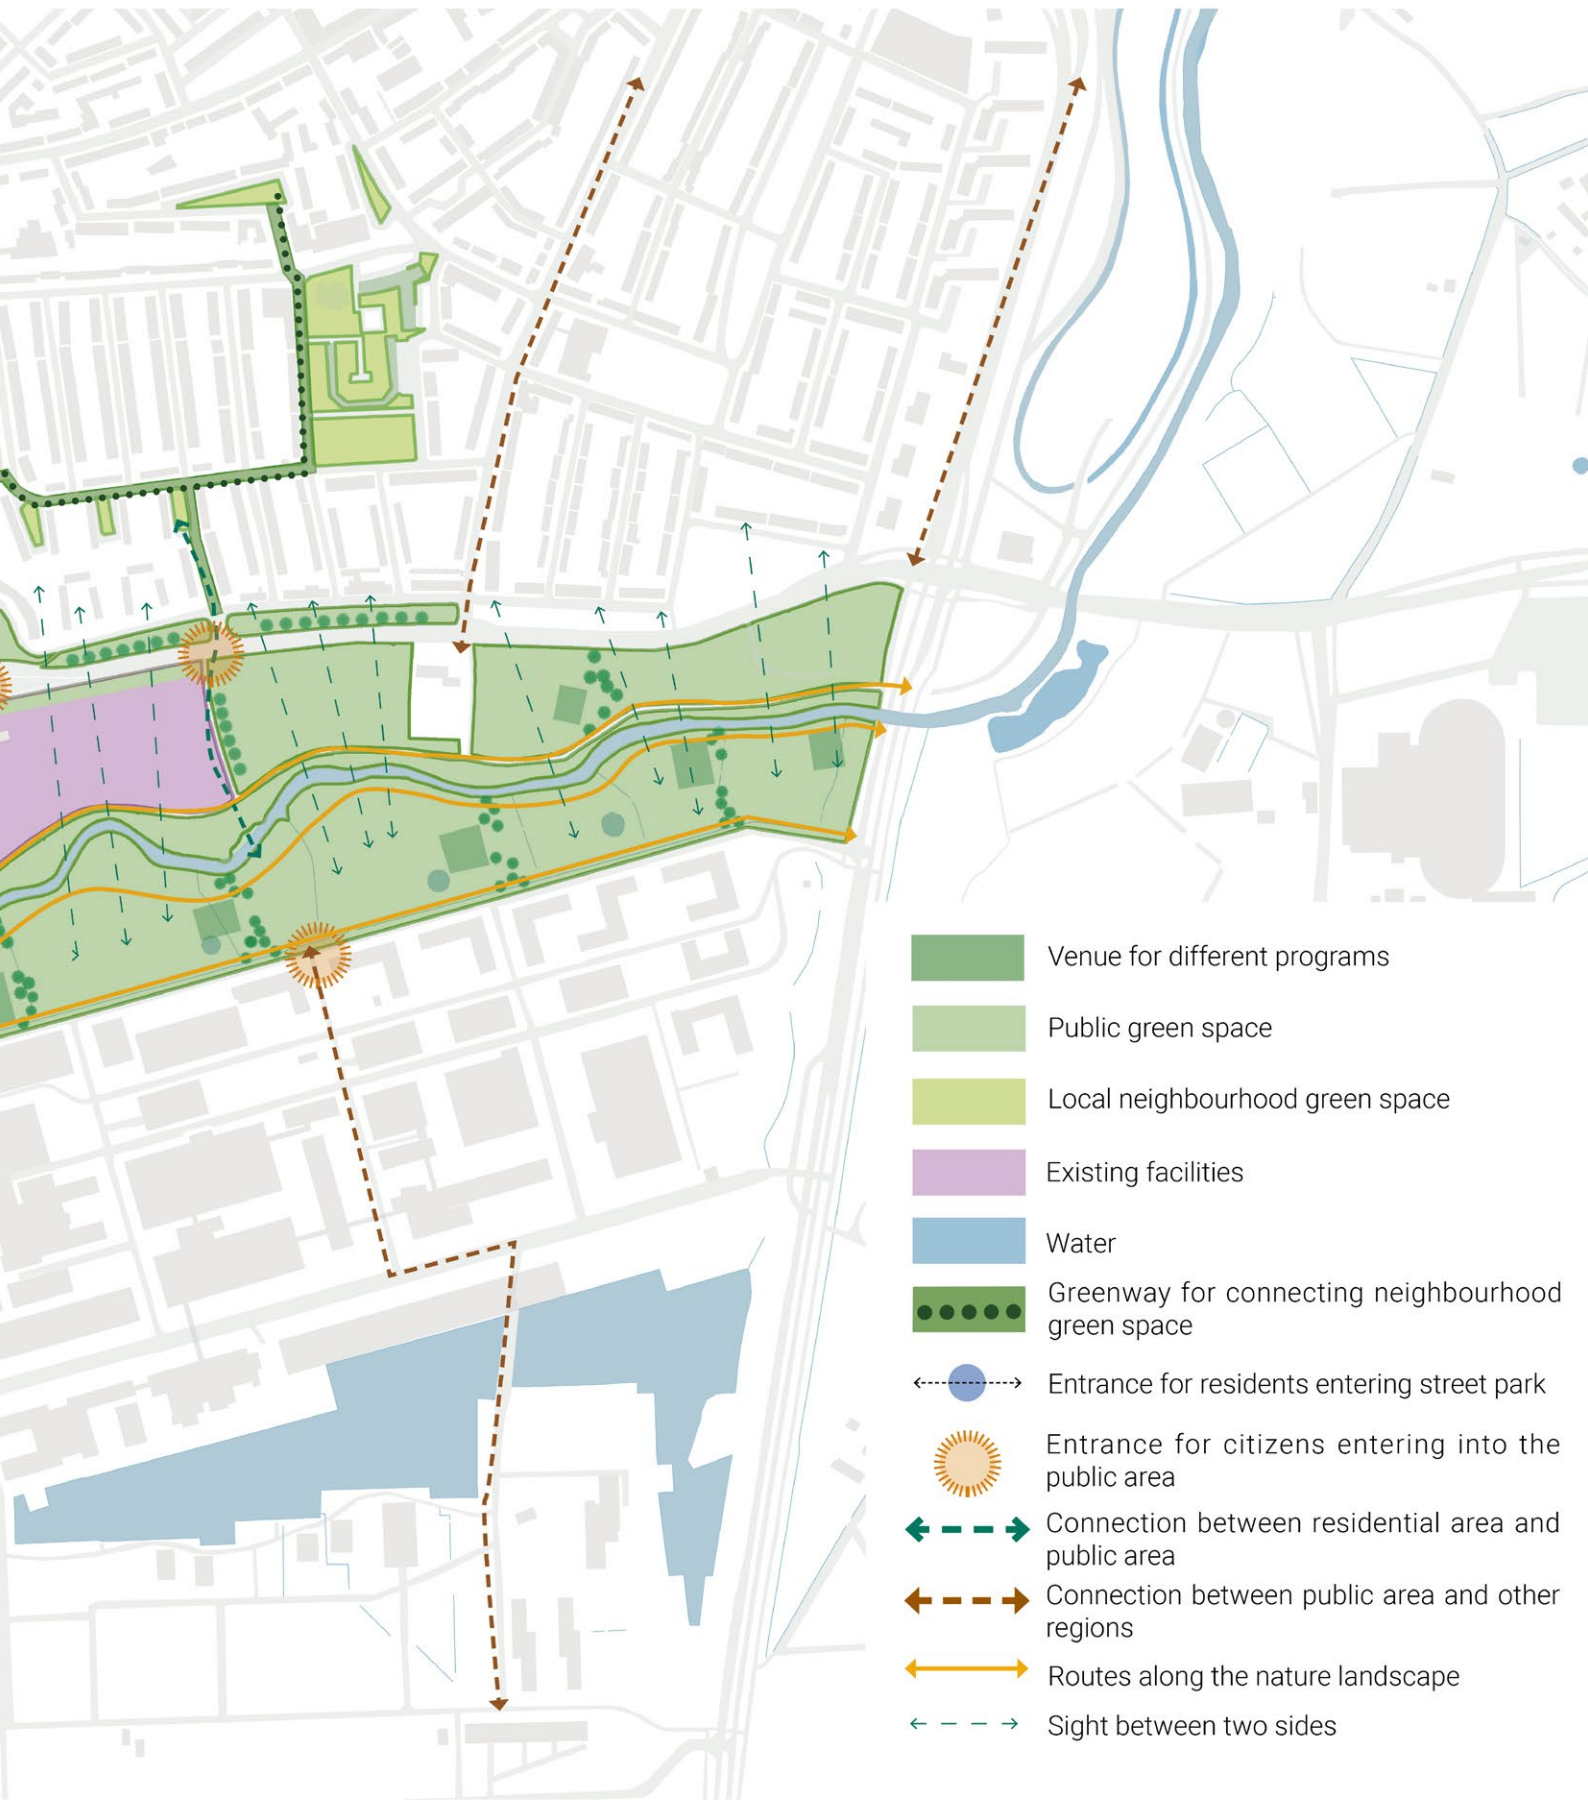 Venue for different programs
Public green space
Local neighbourhood green space
Existing facilities
Water
Greenway for connecting neighbourhood
green space
Entrance for residents entering street park
Entrance for citizens entering into the
public area
Connection between residential area and
public area
Connection between public area and other
regions
Routes along the nature landscape
Sight between two sides